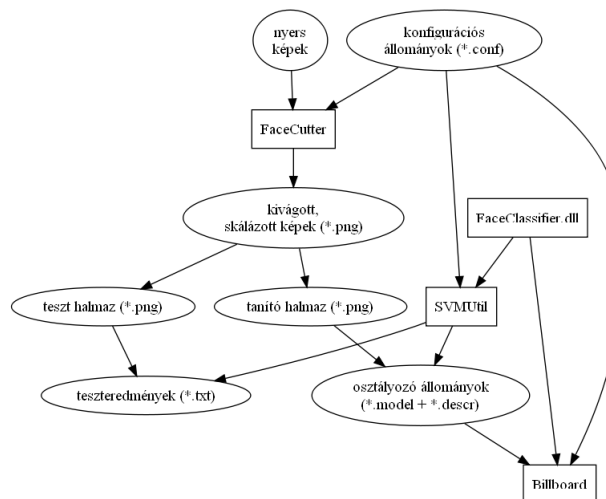 nyers
képek
konfigurációs
állományok (*.conf)
FaceCutter
kivágott,
skálázott képek (*.png)
FaceClassifier.dll
teszt halmaz (*.png)
tanító halmaz (*.png)
SVMUtil
teszteredmények (*.txt)
osztályozó állományok
(*.model + *.descr)
Billboard